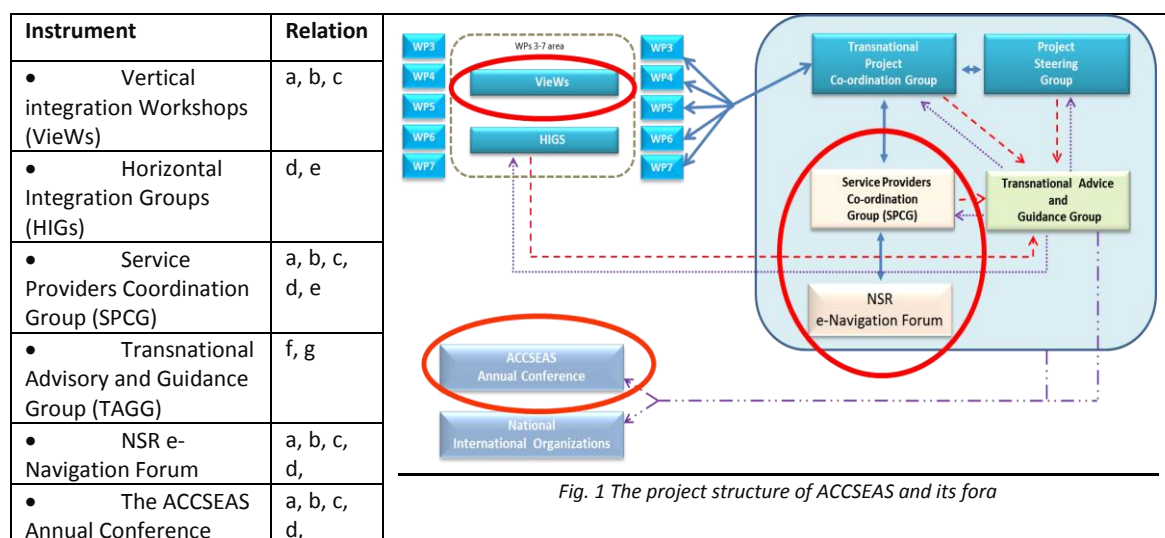 Instrument Relation
• Vertical
integration Workshops
(VieWs)
a, b, c
• Horizontal
Integration Groups
(HIGs)
d, e
• Service
Providers Coordination
Group (SPCG)
a, b, c,
d, e
• Transnational
Advisory and Guidance
Group (TAGG)
f, g
• NSR e-
Navigation Forum
a, b, c,
d,
• The ACCSEAS
Annual Conference
a, b, c,
d,
WP3
WP4
WP5
WP6
WP7
WPs 3-7 area
VieWs
HIGS
WP3
WP4
WP5
WP6
WP7
Transnational
Project
Co-ordination Group
Project
Steering
Group
Service Providers
Co-ordination
Group (SPCG)
Transnational Advice
and
Guidance Group
NSR
e-Navigation Forum
ACCSEAS
Annual Conference
National
International Organizations
Fig. 1 The project structure of ACCSEAS and its fora